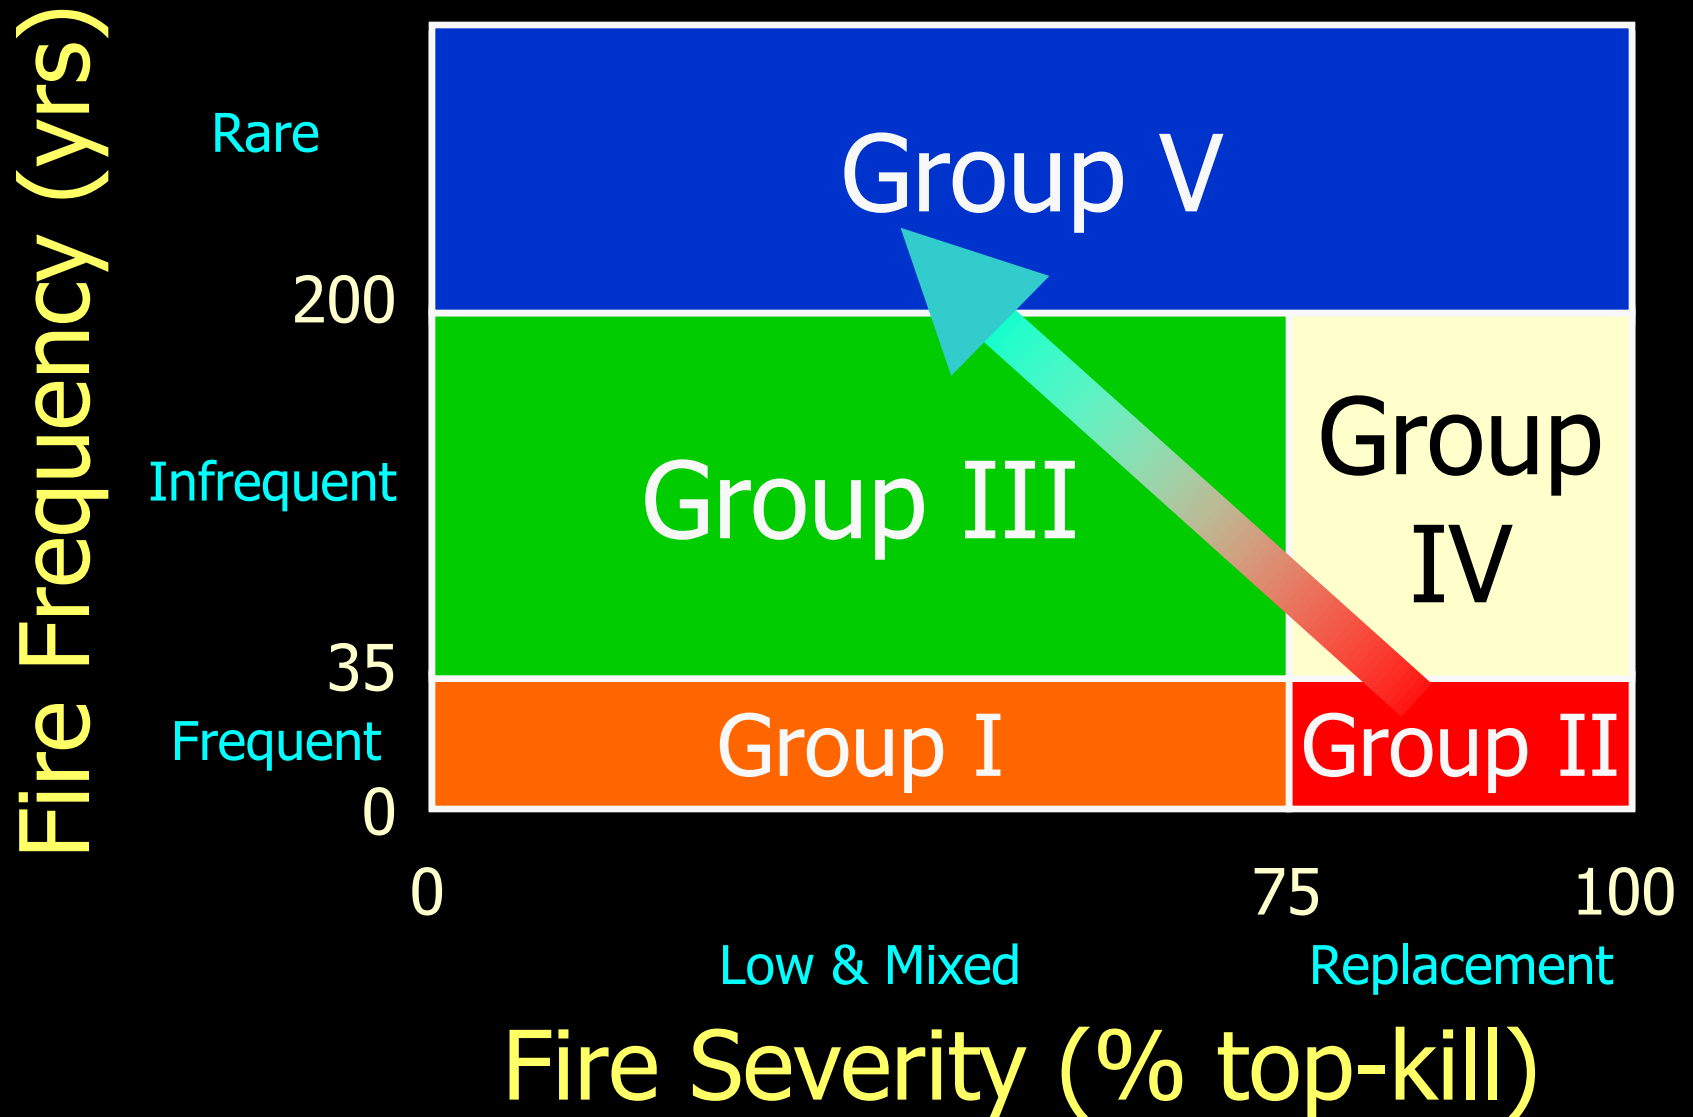 Fire Frequency (yrs)
Rare
Group V
200
Infrequent
Group III
Group
IV
35
Frequent
Group I
Group II
0
0
75
100
Low & Mixed
Replacement
Fire Severity (% top-kill)